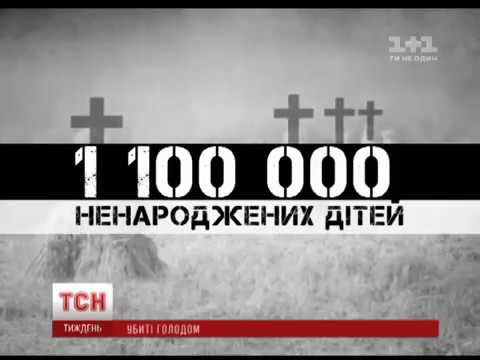 1+1
ТИ НЕ ОДИН
1 100 000
НЕНАРОДЖЕНИХ ДІТЕЙ
ТСН
ТИЖДЕНЬ
УБИТІ ГОЛОДОМ